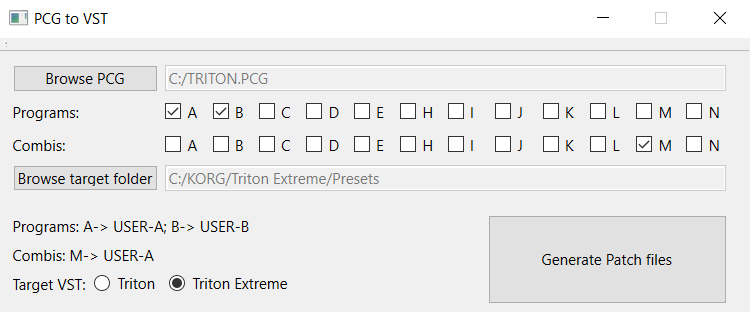 PCG to VST
Browse PCG C:/TRITON.PCG
Programs: A B C D E H I J K L M N
Combis: A B C D E H I J K L M N
Browse target folder C:/KORG/Triton Extreme/Presets
Programs: A-> USER-A; B-> USER-B
Combis: M-> USER-A
Generate Patch files
Target VST: Triton Triton Extreme